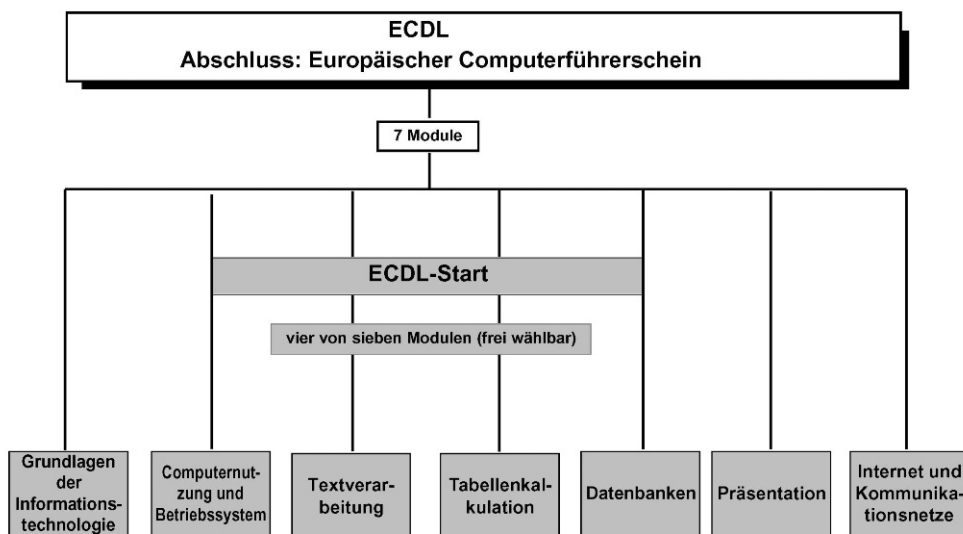 ECDL
Abschluss: Europäischer Computerführerschein
7 Module
ECDL-Start
vier von sieben Modulen (frei wählbar)
Grundlagen
der
Informations-
technologie
Computernut-
zung und
Betriebssystem
Textverar-
beitung
Tabellenkal-
kulation
Datenbanken
Präsentation
Internet und
Kommunika-
tionsnetze